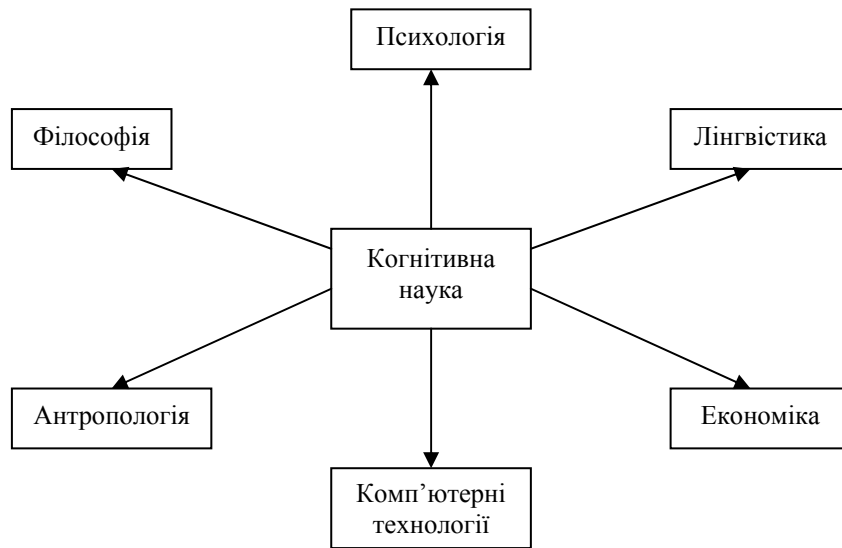 Психологія
Філософія
Лінгвістика
Когнітивна
наука
Антропологія
Економіка
Комп’ютерні
технології